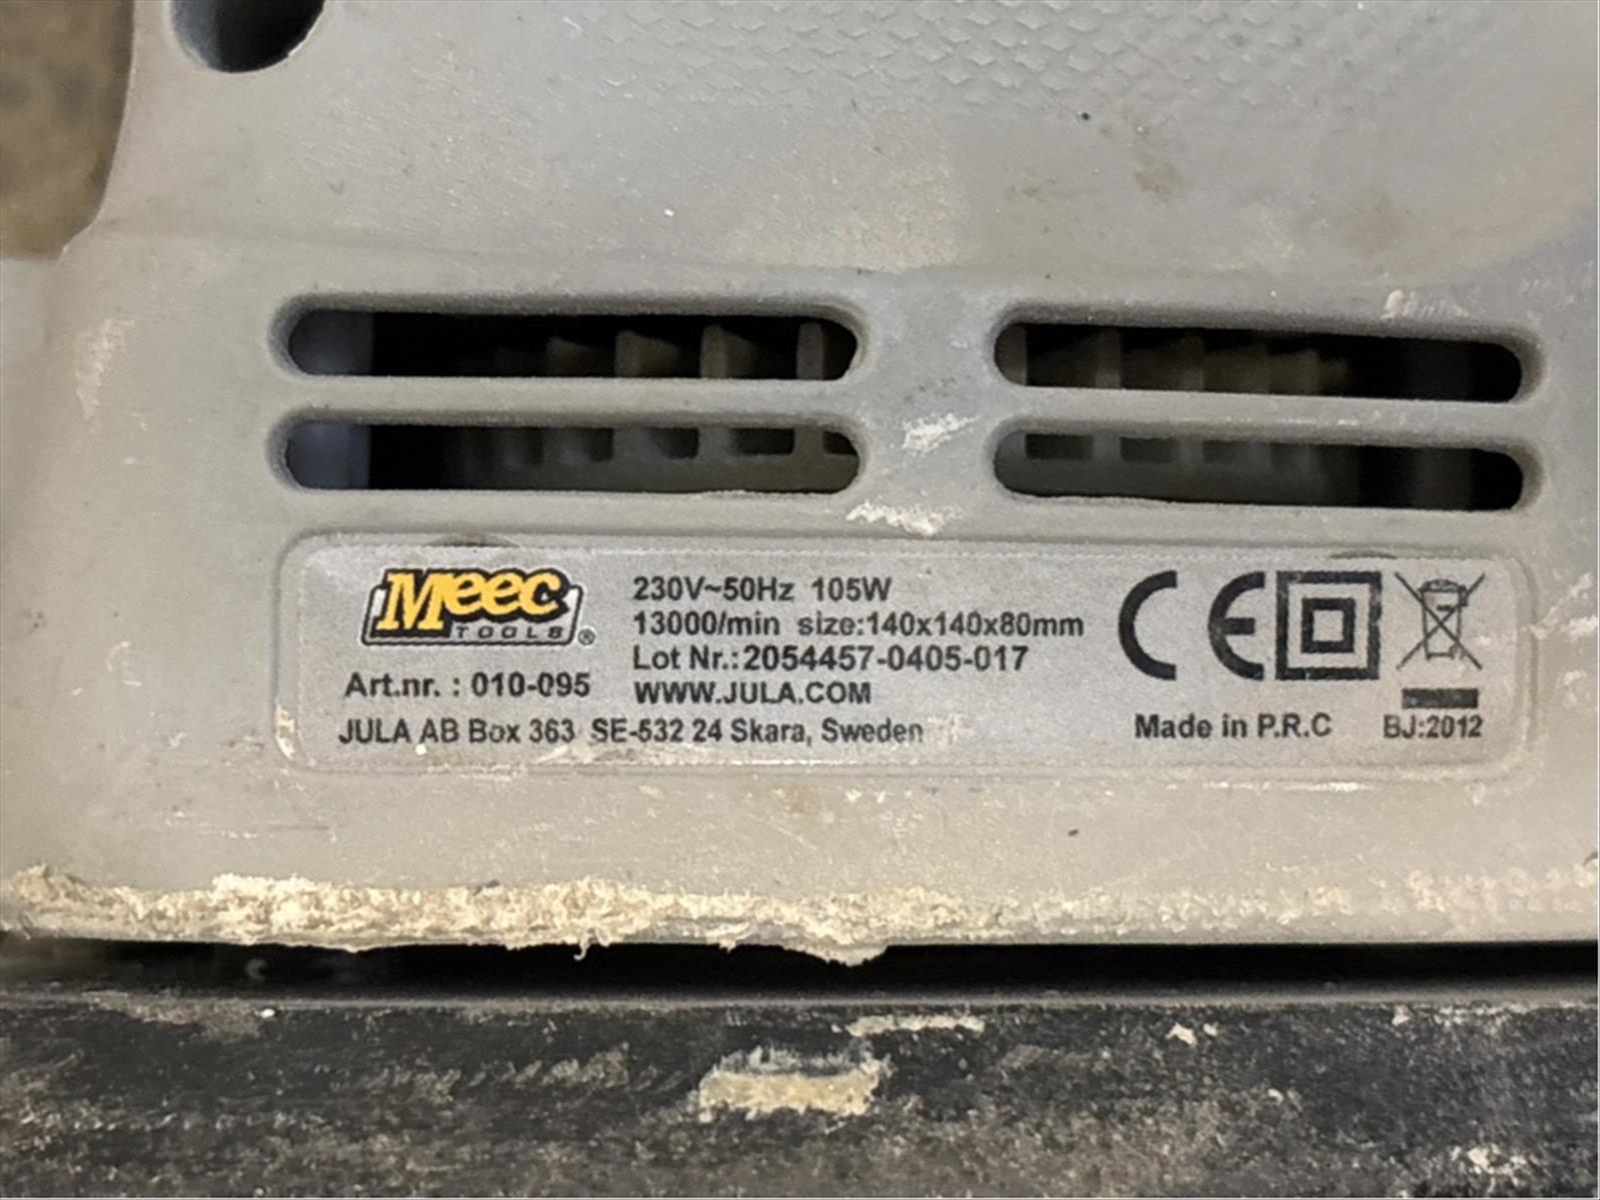 Meec
TOOLS®
Art.nr. : 010-095
230V~50Hz 105W
13000/min size:140x140x80mm
Lot Nr.:2054457-0405-017
WWW.JULA.COM
JULA AB Box 363 SE-532 24 Skara, Sweden
CE
Made in P.R.C
BJ:2012